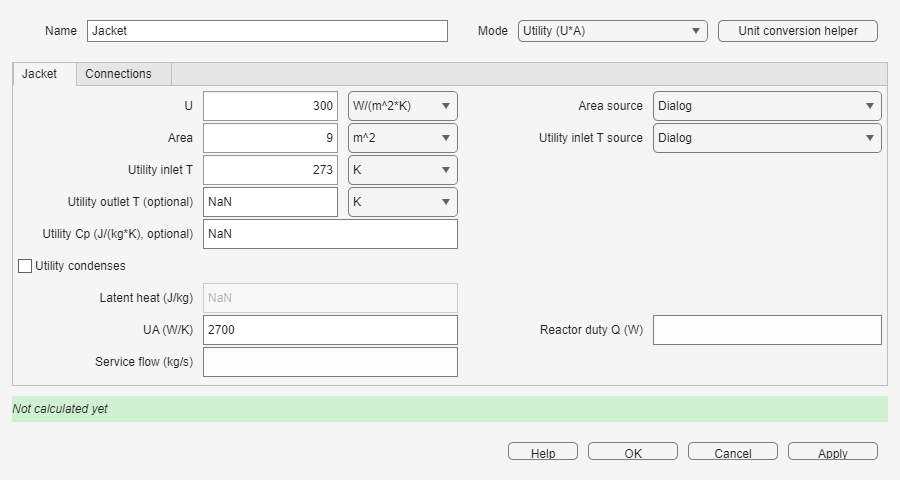 Name Jacket Mode Utility (U*A) Unit conversion helper
Jacket Connections
U 300 W/(m^2*K) Area source Dialog
Area 9 m^2 Utility inlet T source Dialog
Utility inlet T 273 K
Utility outlet T (optional) NaN K
Utility Cp (J/(kg*K), optional) NaN
Utility condenses
Latent heat (J/kg) NaN
UA (W/K) 2700 Reactor duty Q (W)
Service flow (kg/s)
Not calculated yet
Help OK Cancel Apply